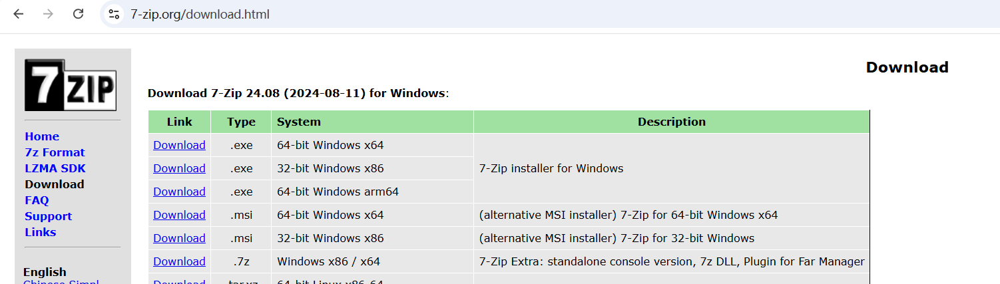 7-zip.org/download.html
7ZIP
Home
7z Format
LZMA SDK
Download
FAQ
Support
Links
English
Chinese Simpl.
Download
Download 7-Zip 24.08 (2024-08-11) for Windows:
Link Type System Description
Download .exe 64-bit Windows x64
Download .exe 32-bit Windows x86 7-Zip installer for Windows
Download .exe 64-bit Windows arm64
Download .msi 64-bit Windows x64 (alternative MSI installer) 7-Zip for 64-bit Windows x64
Download .msi 32-bit Windows x86 (alternative MSI installer) 7-Zip for 32-bit Windows
Download .7z Windows x86 / x64 7-Zip Extra: standalone console version, 7z DLL, Plugin for Far Manager
Download .tar.xz 64-bit Linux x86-64